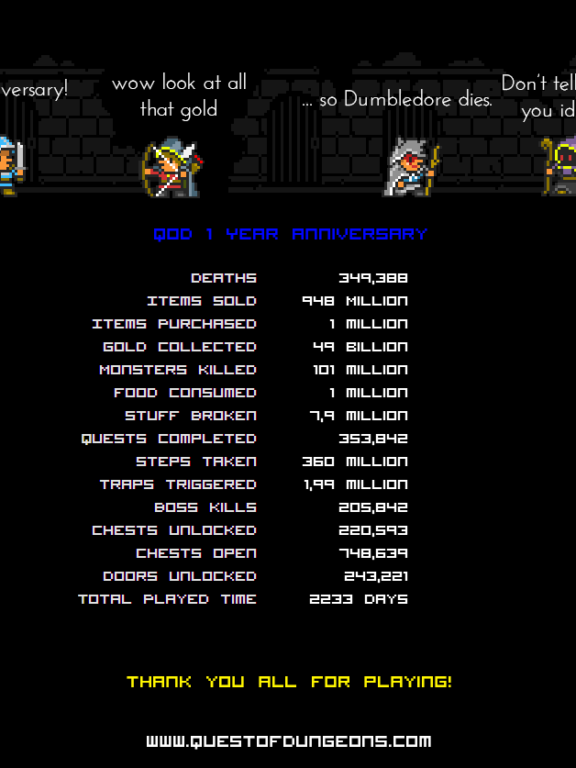 versary!
wow look at all
that gold
... so Dumbledore dies.
Don't tell
you id
QOD 1 YEAR ANNIVERSARY
DEATHS 349,388
ITEMS SOLD 948 MILLION
ITEMS PURCHASED 1 MILLION
GOLD COLLECTED 49 BILLION
MONSTERS KILLED 101 MILLION
FOOD CONSUMED 1 MILLION
STUFF BROKEN 7,9 MILLION
QUESTS COMPLETED 353,842
STEPS TAKEN 360 MILLION
TRAPS TRIGGERED 1,99 MILLION
BOSS KILLS 205,842
CHESTS UNLOCKED 220,593
CHESTS OPEN 748,639
DOORS UNLOCKED 243,221
TOTAL PLAYED TIME 2233 DAYS
THANK YOU ALL FOR PLAYING!
WWW.QUESTOFDUNGEONS.COM